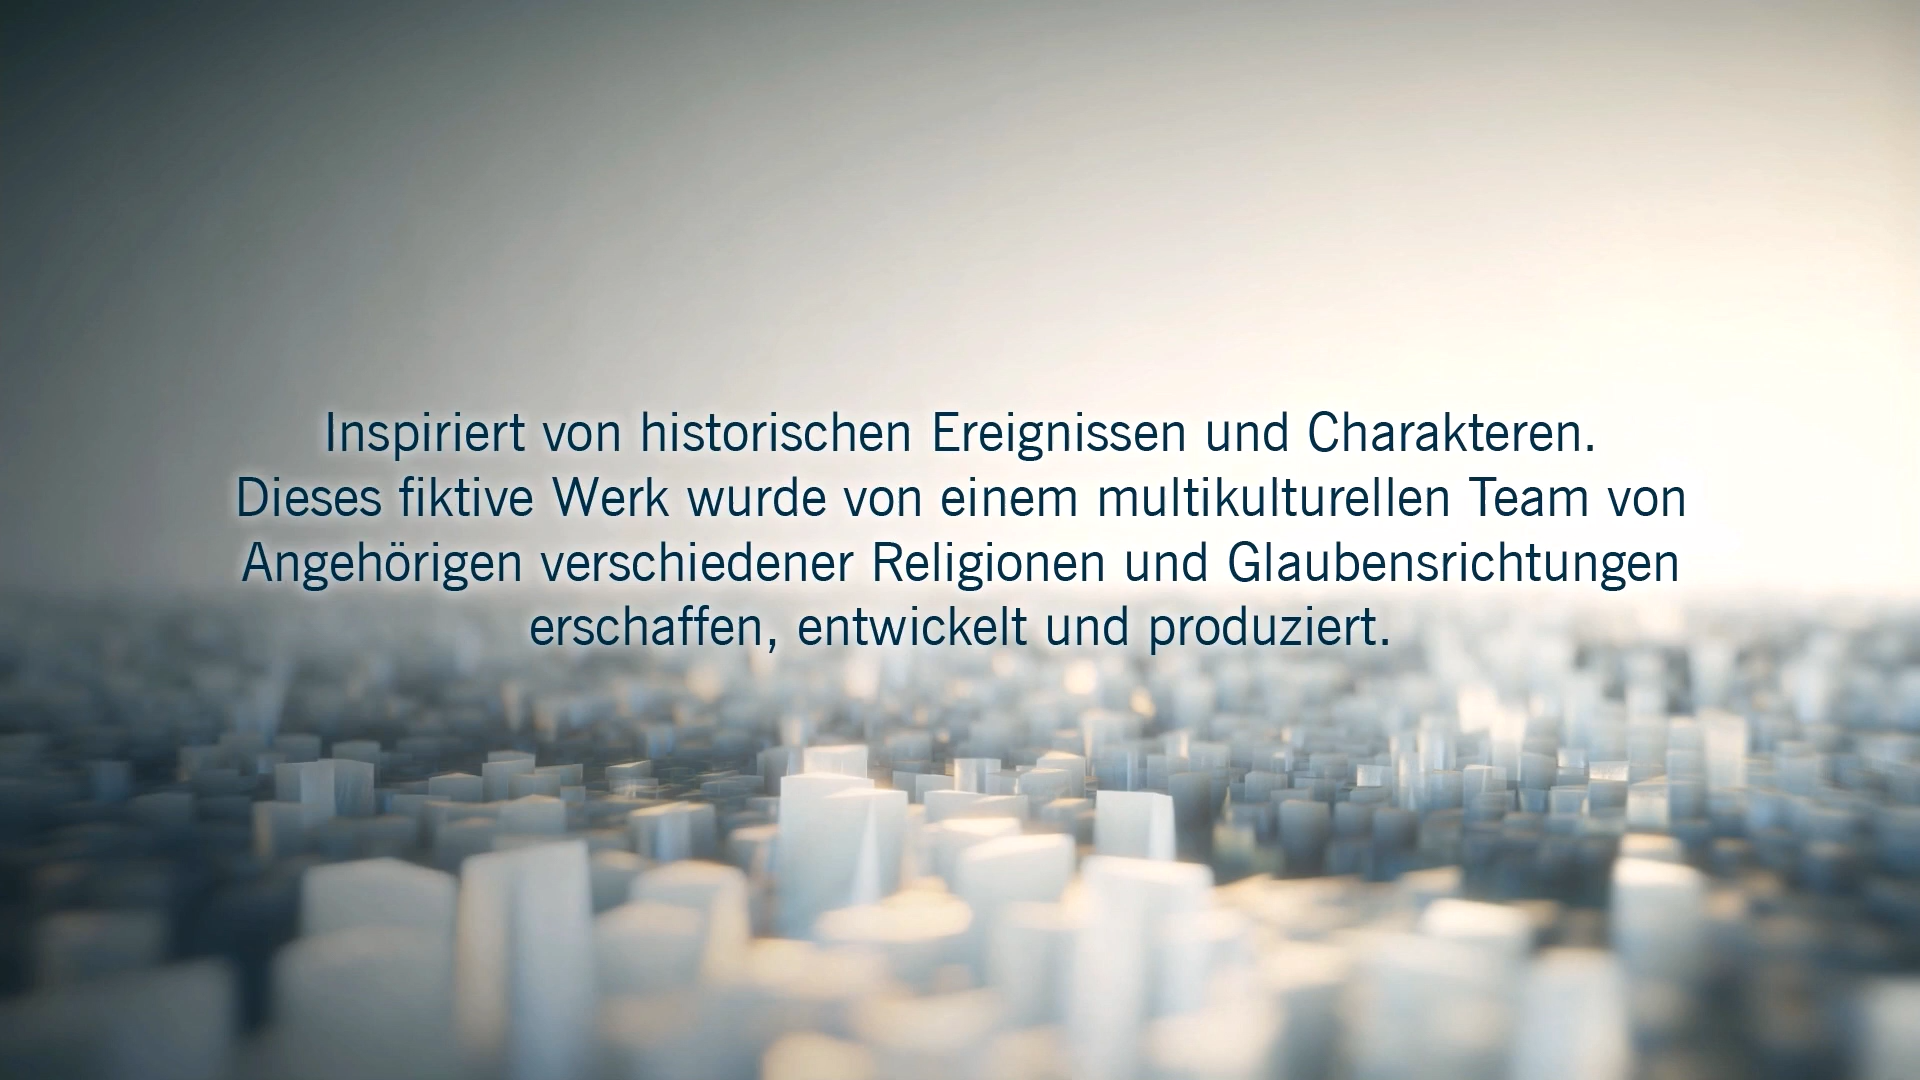 Inspiriert von historischen Ereignissen und Charakteren.
Dieses fiktive Werk wurde von einem multikulturellen Team von
Angehörigen verschiedener Religionen und Glaubensrichtungen
erschaffen, entwickelt und produziert.